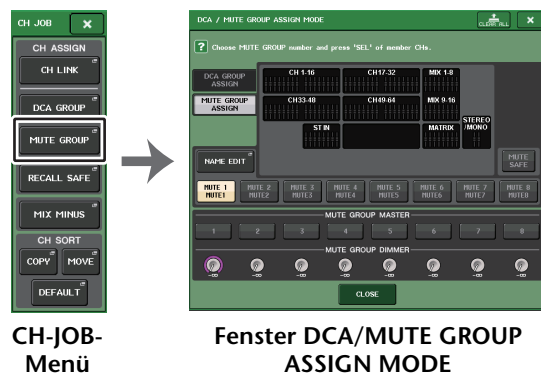 CH JOB
×
CH ASSIGN
CH LINK
DCA GROUP
MUTE GROUP
RECALL SAFE
MIX MINUS
CH SORT
COPY MOVE
DEFAULT
CH-JOB-
Menü
DCA / MUTE GROUP ASSIGN MODE
CLEAR ALL
×
? Choose MUTE GROUP number and press 'SEL' of member CHs.
DCA GROUP
ASSIGN
MUTE GROUP
ASSIGN
CH 1-16 CH17-32 MIX 1-8
CH33-48 CH49-64 MIX 9-16
ST IN MATRIX STEREO
/MONO
NAME EDIT
MUTE
SAFE
MUTE 1 MUTE 2 MUTE 3 MUTE 4 MUTE 5 MUTE 6 MUTE 7 MUTE 8
MUTE1 MUTE2 MUTE3 MUTE4 MUTE5 MUTE6 MUTE7 MUTE8
MUTE GROUP MASTER
1 2 3 4 5 6 7 8
MUTE GROUP DIMMER
-∞ -∞ -∞ -∞ -∞ -∞ -∞ -∞
CLOSE
Fenster DCA/MUTE GROUP
ASSIGN MODE